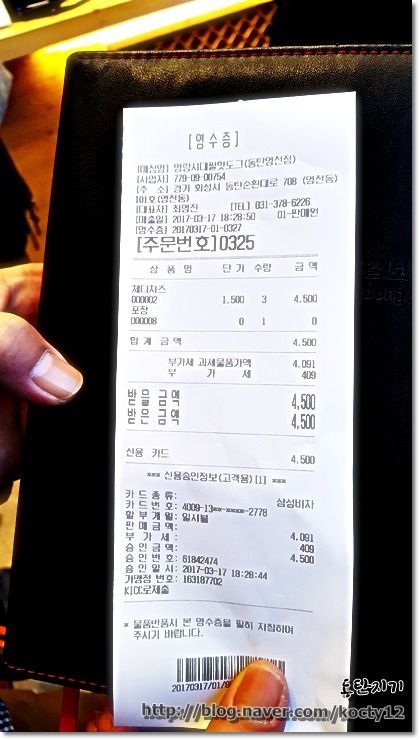 [영수증]
[매장명] 명랑시대쌀핫도그(동탄영천점)
[사업자] 779-09-00754
[주 소] 경기 화성시 동탄순환대로 708 (영천동)
101호(영천동)
[대표자] 최영진 [TEL] 031-378-6226
[매출일] 2017-03-17 18:28:50 01-판매원
[영수증] 20170317-01-0327
[주문번호]0325
상 품 명 단가 수량 금액
체다치즈
000002 1,500 3 4,500
포장
000008 0 1 0
합계금액 4,500
부가세 과세물품가액 4,091
부 가 세 409
받을금액 4,500
받은금액 4,500
신용 카드 4,500
*** 신용승인정보(고객용) [1] ***
카드종류: 삼성비자
카드번호: 4009-13**-****-2778
할부개월: 일시불
판매금액: 4,091
부 가 세: 409
승인금액: 4,500
승인번호: 61842474
승인일시: 2017-03-17 18:28:44
가맹점 번호: 163187702
KICC로제출
* 물품반품시 본 영수증을 필히 지참하여
주시기 바랍니다.
20170317/01/0
동탄지기
http://blog.naver.com/kocty12